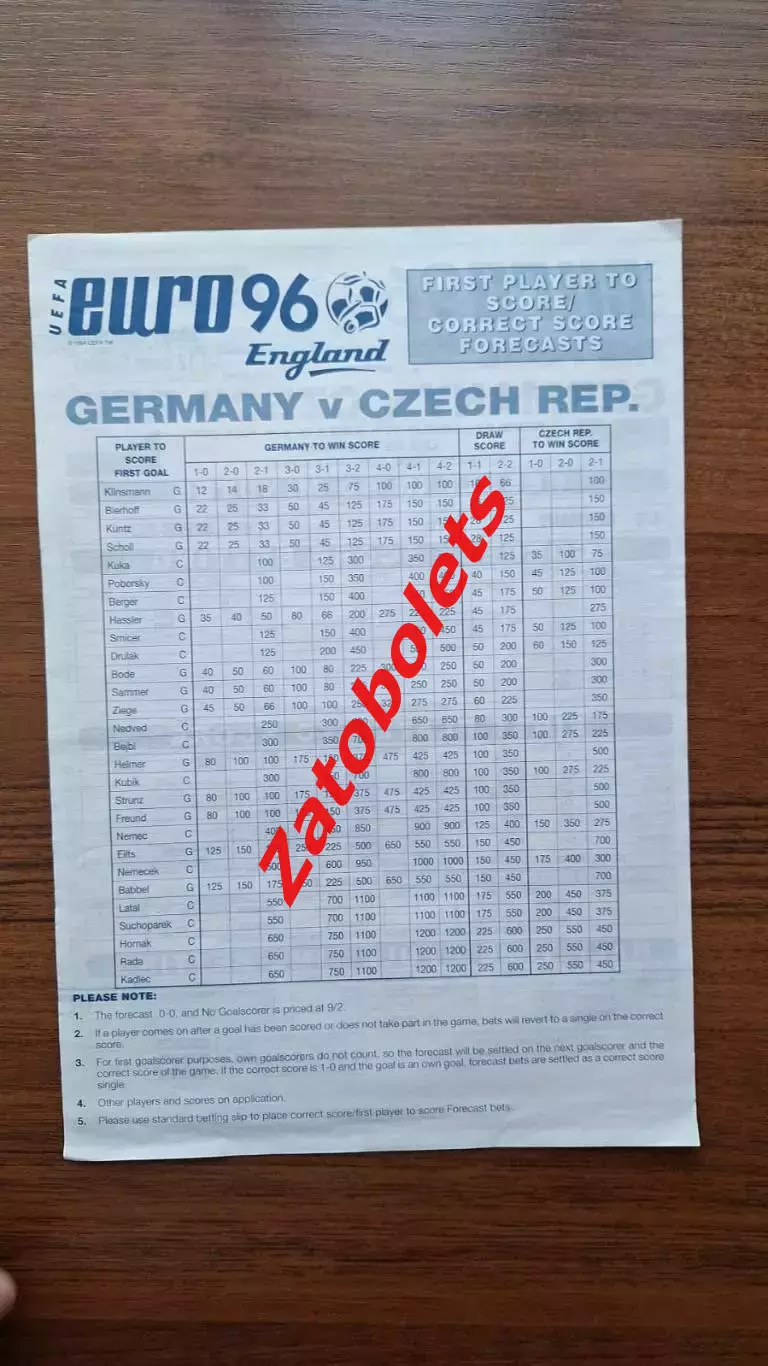 UEFA
euro96
England
FIRST PLAYER TO
SCORE/
CORRECT SCORE
FORECASTS
GERMANY v CZECH REP.
PLAYER TO
SCORE
FIRST GOAL
GERMANY TO WIN SCORE
DRAW
SCORE
CZECH REP.
TO WIN SCORE
1-0 2-0 2-1 3-0 3-1 3-2 4-0 4-1 4-2 1-1 2-2 1-0 2-0 2-1
Klinsmann G 12 14 18 30 25 75 100 100 100 66 100
Bierhoff G 22 25 33 50 45 125 175 150 150 150
Kuntz G 22 25 33 50 45 125 175 150 150 125 150
Scholl G 22 25 33 50 45 125 175 150 28 125 150
Kuka C 100 125 300 350 125 35 100 75
Poborsky C 100 150 350 400 40 150 45 125 100
Berger C 125 150 400 45 175 50 125 100
Hassler G 35 40 50 80 66 200 275 225 45 175 275
Smicer C 125 150 400 450 45 175 50 125 100
Drulak C 125 200 450 500 50 200 60 150 125
Bode G 40 50 60 100 80 225 250 50 200 300
Sammer G 40 50 60 100 80 250 250 50 200 300
Ziege G 45 50 66 100 100 275 275 60 225 350
Nedved C 250 300 650 650 80 300 100 225 175
Bejbl C 300 350 800 800 100 350 100 275 225
Helmer G 80 100 100 175 475 425 425 100 350 500
Kubik C 300 700 800 800 100 350 100 275 225
Strunz G 80 100 100 175 375 475 425 425 100 350 500
Freund G 80 100 100 150 375 475 425 425 100 350 500
Nemec C 850 900 900 125 400 150 350 275
Eilts G 125 150 225 500 650 550 550 150 450 700
Nemecek C 600 950 1000 1000 150 450 175 400 300
Babbel G 125 150 175 225 500 650 550 550 150 450 700
Latal C 550 700 1100 1100 1100 175 550 200 450 375
Suchoparek C 550 700 1100 1100 1100 175 550 200 450 375
Hornak C 650 750 1100 1200 1200 225 600 250 550 450
Rada C 650 750 1100 1200 1200 225 600 250 550 450
Kadlec C 650 750 1100 1200 1200 225 600 250 550 450
PLEASE NOTE:
1. The forecast 0-0, and No Goalscorer is priced at 9/2.
2. If a player comes on after a goal has been scored or does not take part in the game, bets will revert to a single on the correct
score.
3. For first goalscorer purposes, own goalscorers do not count, so the forecast will be settled on the next goalscorer and the
correct score of the game. If the correct score is 1-0 and the goal is an own goal, forecast bets are settled as a correct score
single.
4. Other players and scores on application.
5. Please use standard betting slip to place correct score/first player to score Forecast bets.
Zatobolets